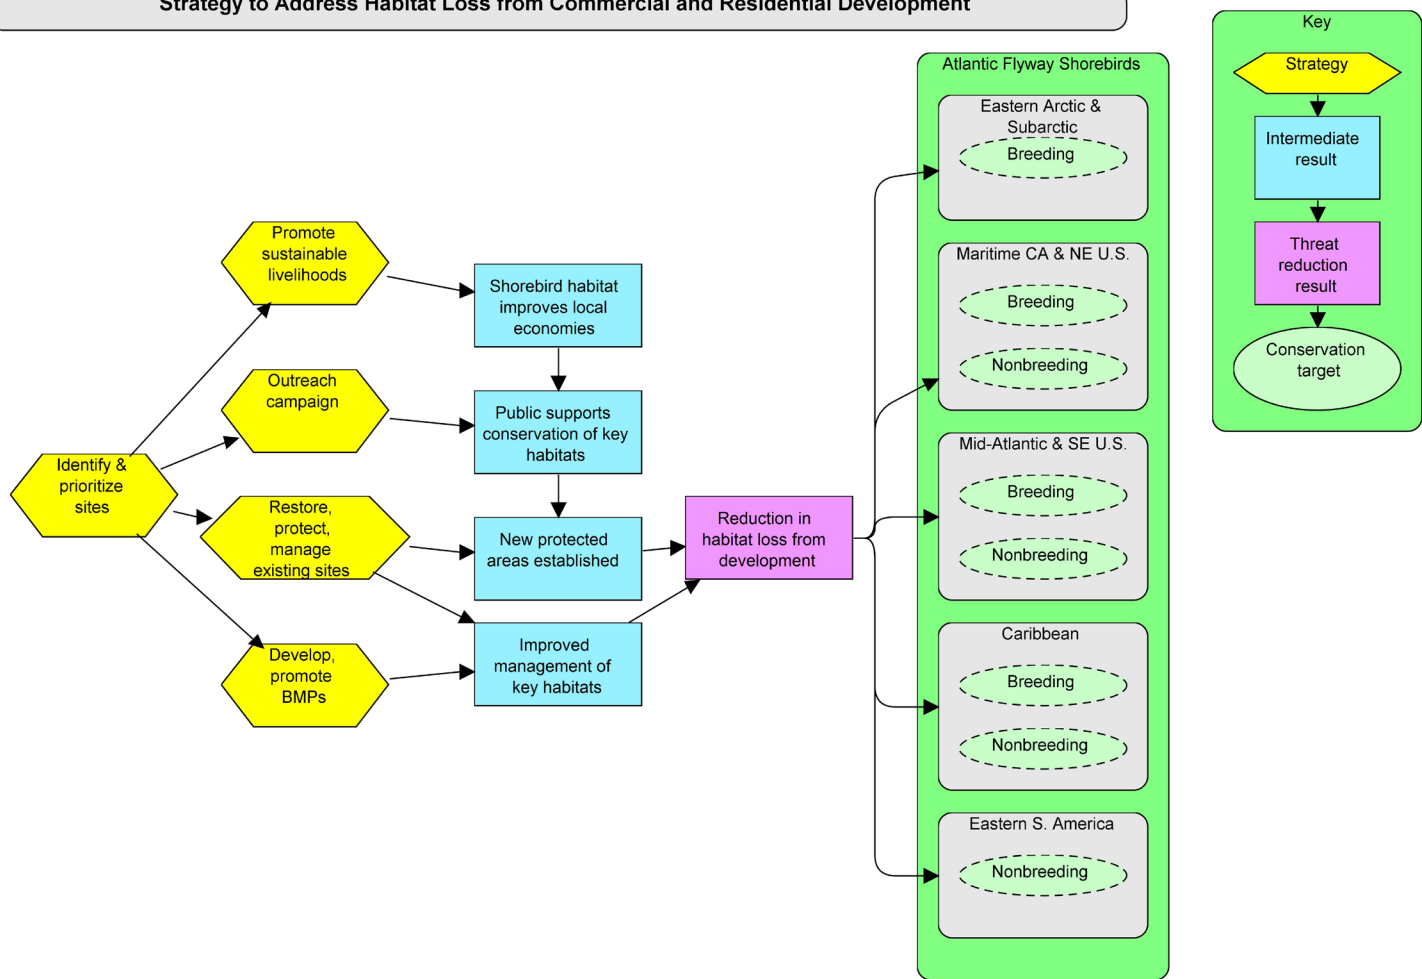 Strategy to Address Habitat Loss from Commercial and Residential Development
Key
Strategy
Intermediate
result
Threat
reduction
result
Conservation
target
Atlantic Flyway Shorebirds
Eastern Arctic &
Subarctic
Breeding
Maritime CA & NE U.S.
Breeding
Nonbreeding
Mid-Atlantic & SE U.S.
Breeding
Nonbreeding
Caribbean
Breeding
Nonbreeding
Eastern S. America
Nonbreeding
Identify &
prioritize
sites
Promote
sustainable
livelihoods
Outreach
campaign
Restore,
protect,
manage
existing sites
Develop,
promote
BMPs
Shorebird habitat
improves local
economies
Public supports
conservation of key
habitats
New protected
areas established
Improved
management of
key habitats
Reduction in
habitat loss from
development